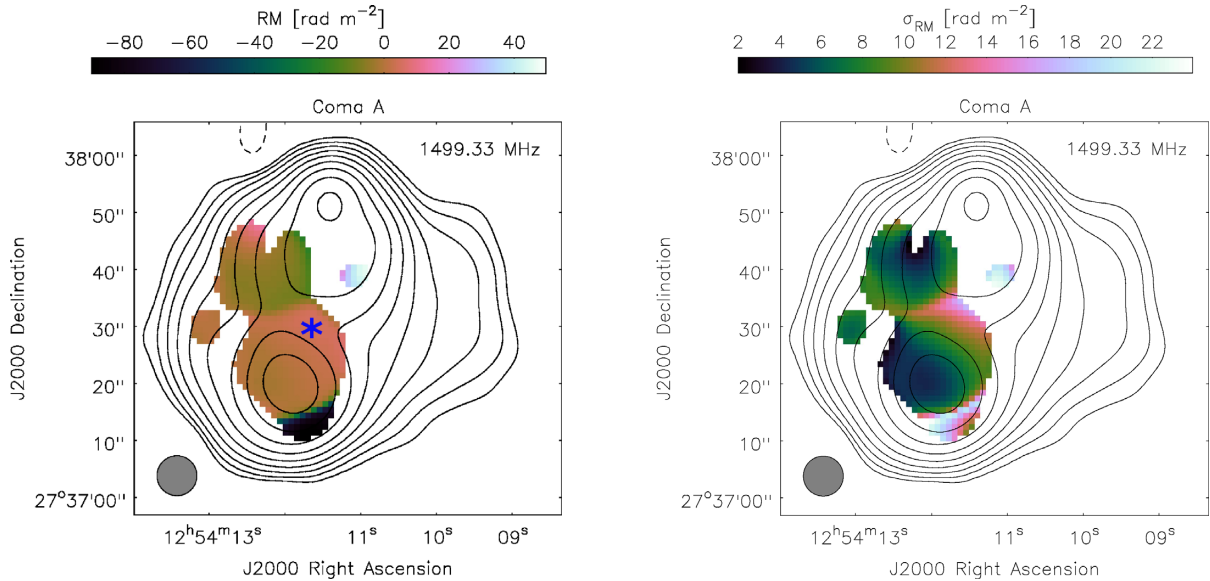 RM [rad m⁻²]
−80 −60 −40 −20 0 20 40
Coma A
1499.33 MHz
38'00"
50"
40"
30"
20"
10"
27°37'00"
J2000 Declination
12ʰ54ᵐ13ˢ 11ˢ 10ˢ 09ˢ
J2000 Right Ascension
σRM [rad m⁻²]
2 4 6 8 10 12 14 16 18 20 22
Coma A
1499.33 MHz
38'00"
50"
40"
30"
20"
10"
27°37'00"
J2000 Declination
12ʰ54ᵐ13ˢ 11ˢ 10ˢ 09ˢ
J2000 Right Ascension